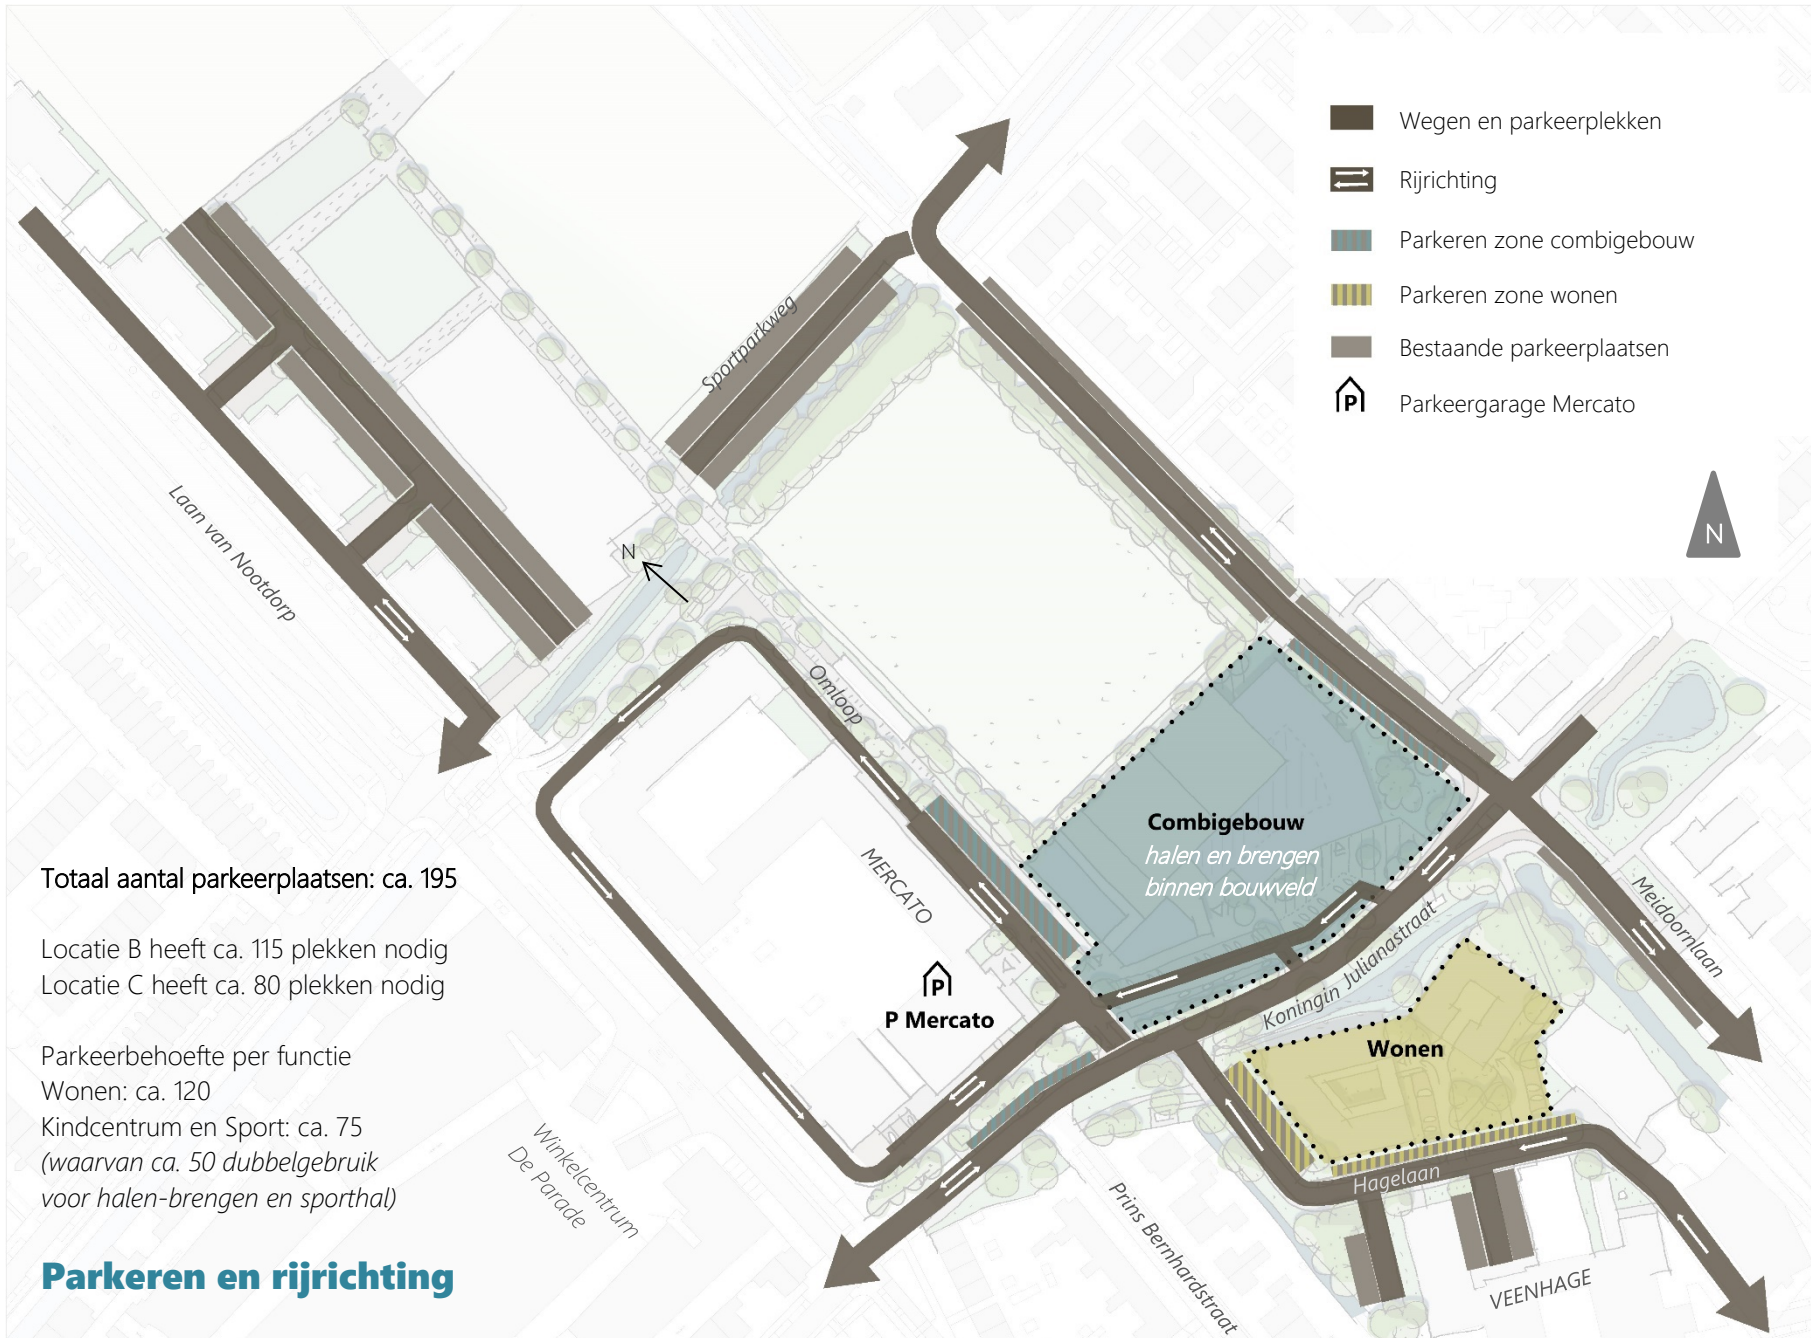 Wegen en parkeerplekken
Rijrichting
Parkeren zone combigebouw
Parkeren zone wonen
Bestaande parkeerplaatsen
P
Parkeergarage Mercato
N
Sportparkweg
Laan van Nootdorp
N
Omloop
MERCATO
Combigebouw
halen en brengen
binnen bouwveld
Koningin Julianastraat
Meidoornlaan
P
P Mercato
Wonen
Hagelaan
Winkelcentrum
De Parade
Prins Bernhardstraat
VEENHAGE
Totaal aantal parkeerplaatsen: ca. 195
Locatie B heeft ca. 115 plekken nodig
Locatie C heeft ca. 80 plekken nodig
Parkeerbehoefte per functie
Wonen: ca. 120
Kindcentrum en Sport: ca. 75
(waarvan ca. 50 dubbelgebruik
voor halen-brengen en sporthal)
Parkeren en rijrichting